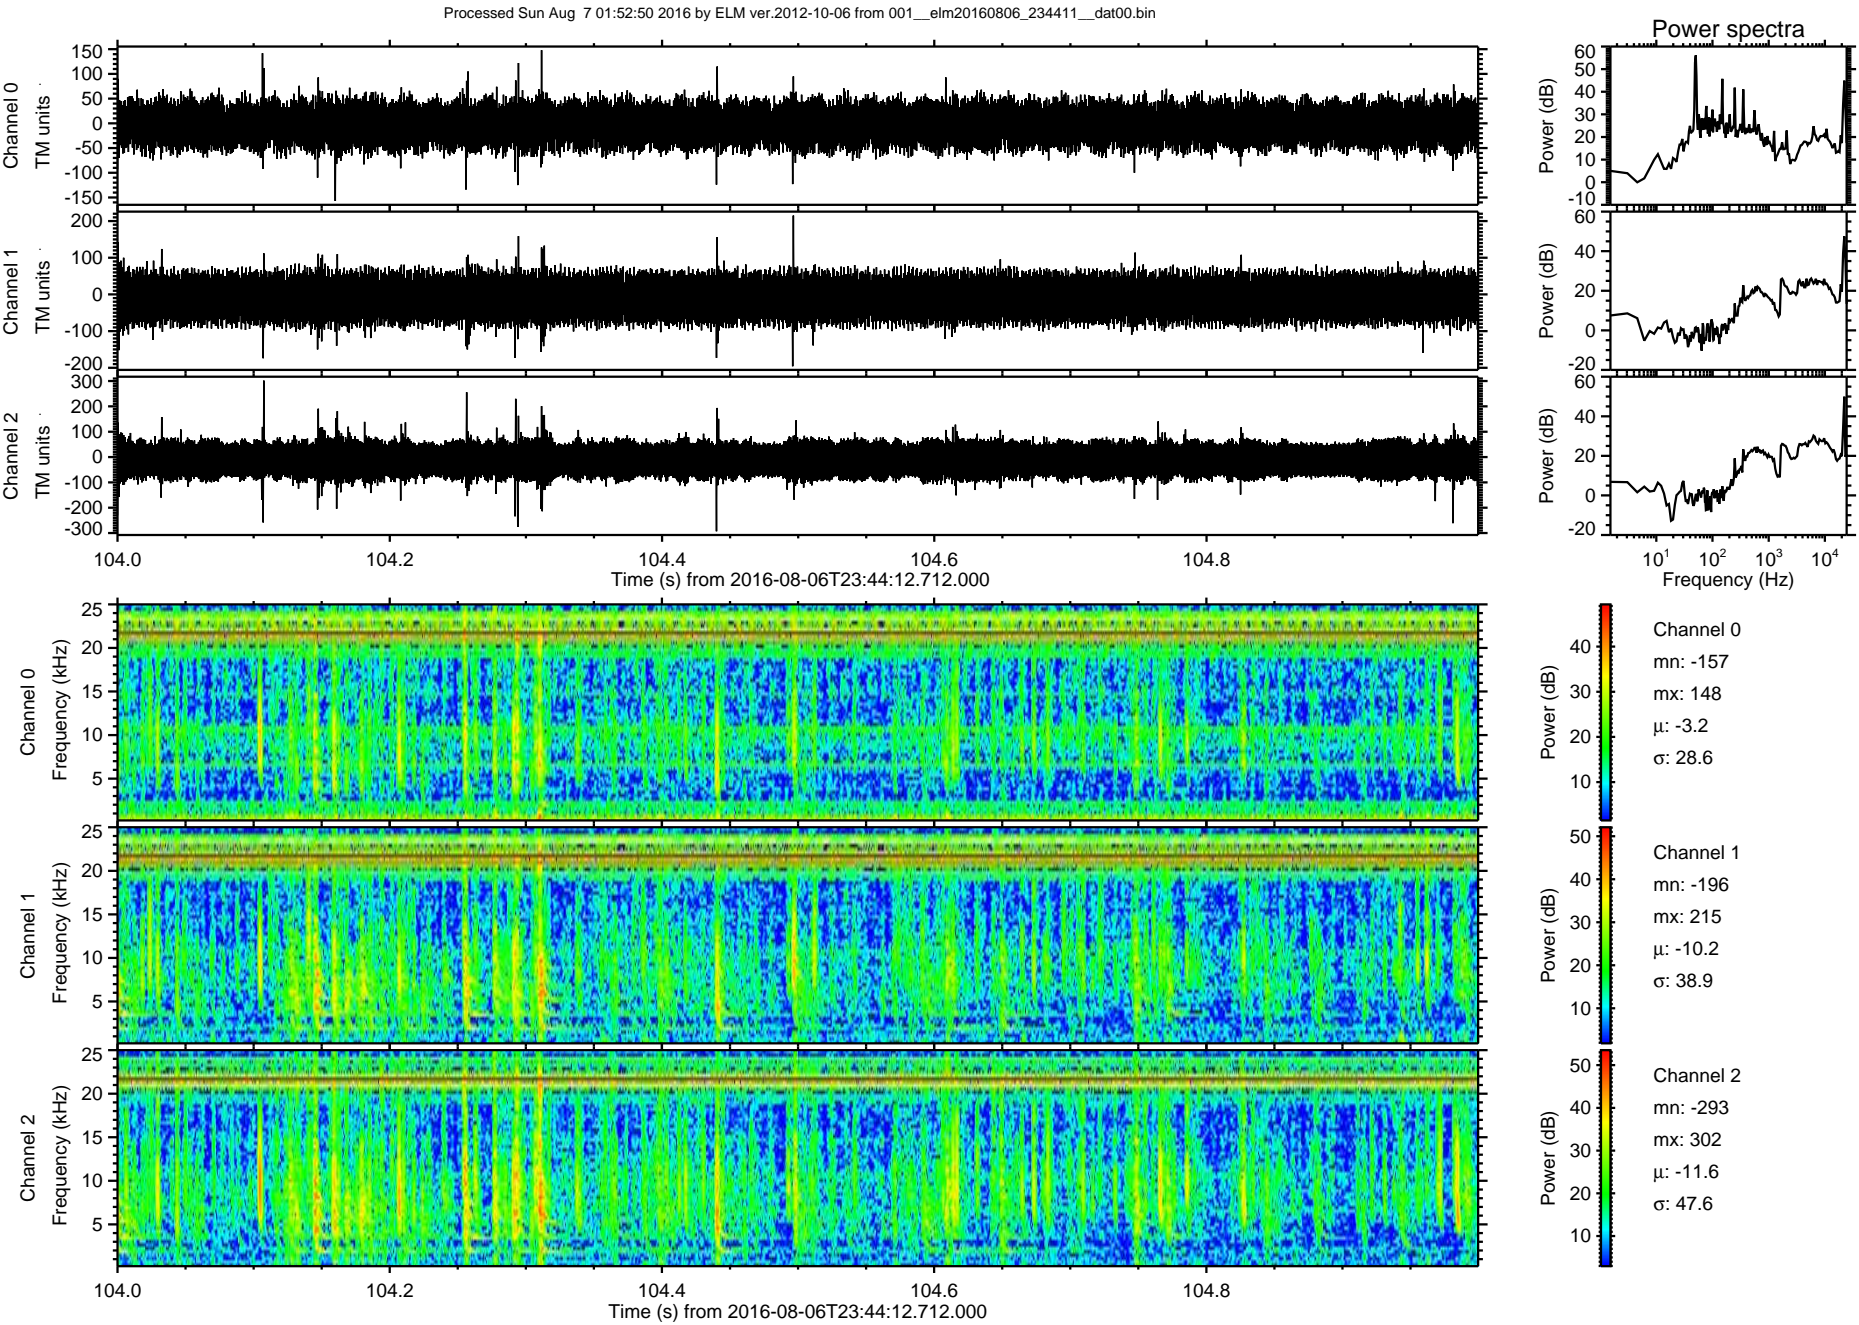 Processed Sun Aug  7 01:52:50 2016 by ELM ver.2012-10-06 from 001__elm20160806_234411__dat00.bin
Power spectra
Channel 0
TM units
150
100
50
0
-50
-100
-150
Power (dB)
60
50
40
30
20
10
0
-10
Channel 1
TM units
200
100
0
-100
-200
Power (dB)
60
40
20
0
-20
Channel 2
TM units
300
200
100
0
-100
-200
-300
Power (dB)
60
40
20
0
-20
104.0 104.2 104.4 104.6 104.8
Time (s) from 2016-08-06T23:44:12.712.000
10^1 10^2 10^3 10^4
Frequency (Hz)
Channel 0
Frequency (kHz)
25
20
15
10
5
Power (dB)
40
30
20
10
Channel 0
mn: -157
mx: 148
μ: -3.2
σ: 28.6
Channel 1
Frequency (kHz)
25
20
15
10
5
Power (dB)
50
40
30
20
10
Channel 1
mn: -196
mx: 215
μ: -10.2
σ: 38.9
Channel 2
Frequency (kHz)
25
20
15
10
5
Power (dB)
50
40
30
20
10
Channel 2
mn: -293
mx: 302
μ: -11.6
σ: 47.6
104.0 104.2 104.4 104.6 104.8
Time (s) from 2016-08-06T23:44:12.712.000